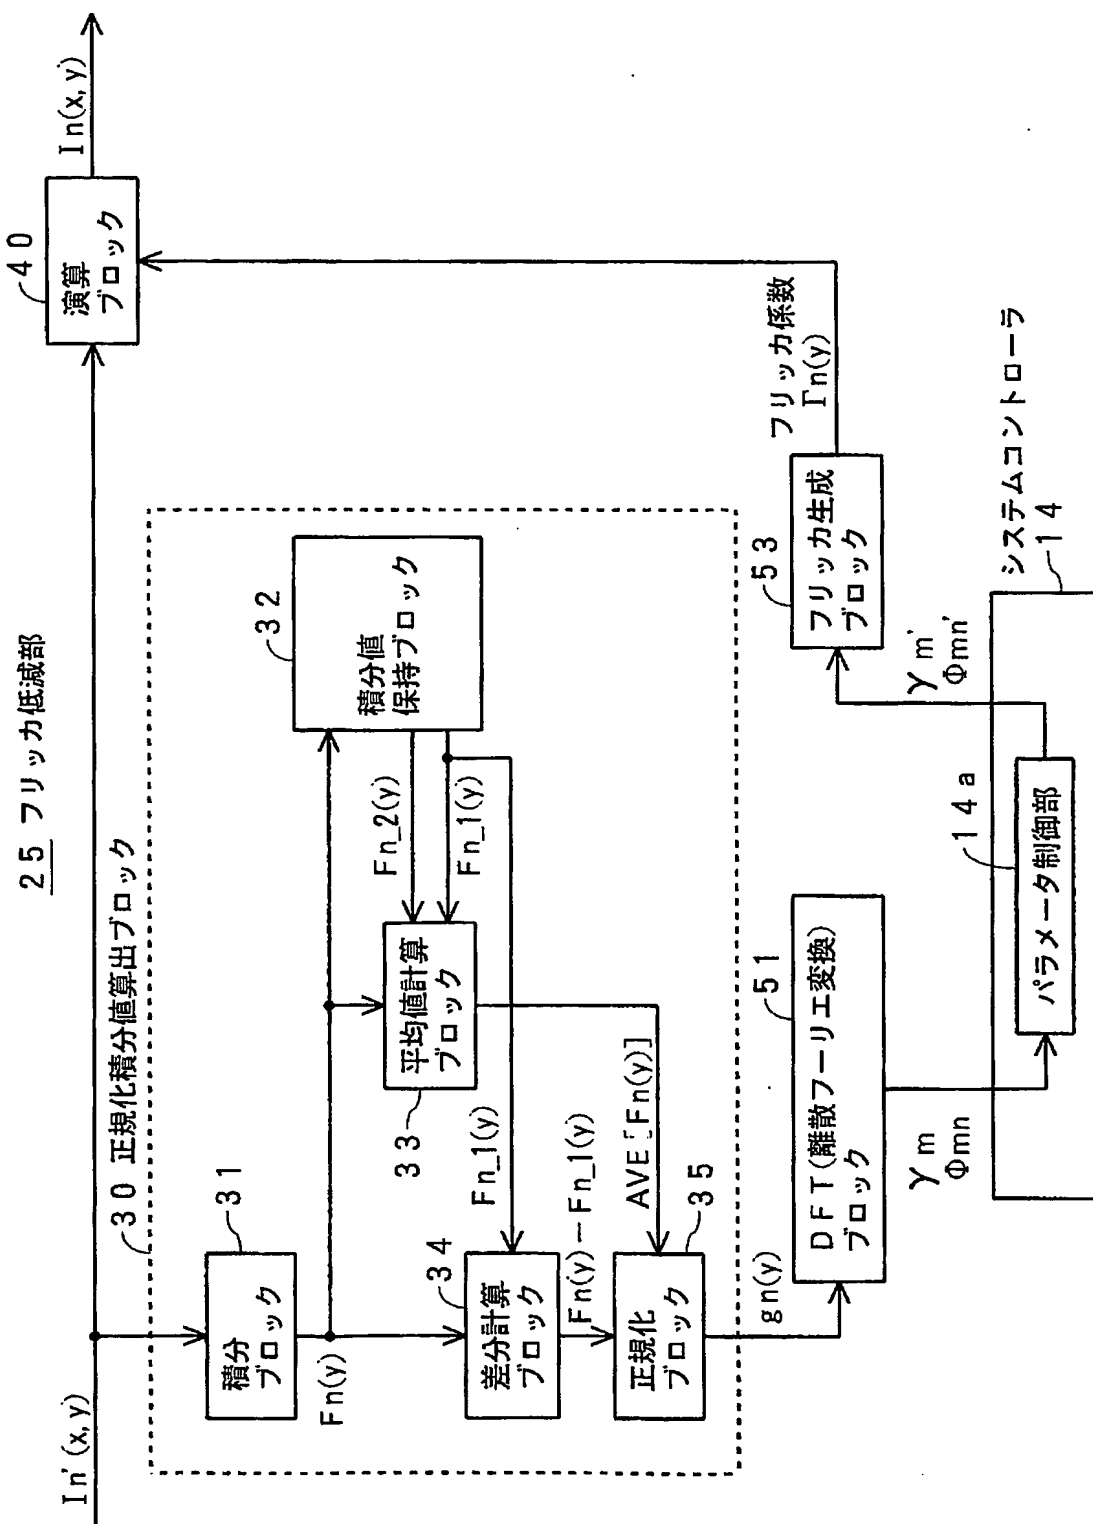 ２５ フリッカ低減部
In'(x, y)
In(x, y)
４０
演算
ブロック
３０ 正規化積分値算出ブロック
３１
積分
ブロック
Fn(y)
３２
積分値
保持ブロック
Fn_2(y)
Fn_1(y)
３３
平均値計算
ブロック
Fn_1(y)
３４
差分計算
ブロック
Fn(y)−Fn_1(y)
AVE[Fn(y)]
３５
正規化
ブロック
gn(y)
５１
ＤＦＴ(離散フーリエ変換)
ブロック
γm
Φmn
１４a
パラメータ制御部
γm'
Φmn'
５３
フリッカ生成
ブロック
フリッカ係数
Γn(y)
システムコントローラ
１４